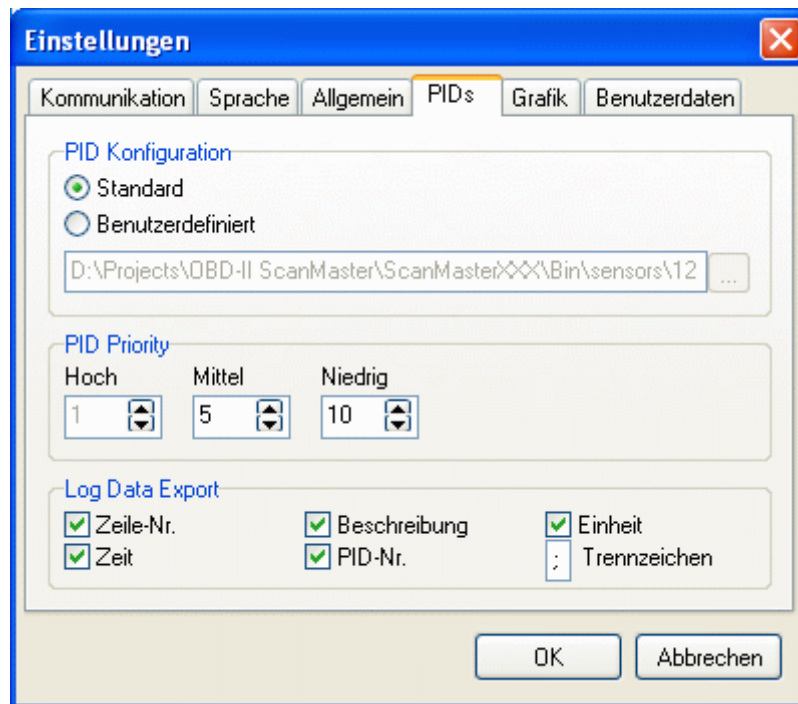 Einstellungen
Kommunikation Sprache Allgemein PIDs Grafik Benutzerdaten
PID Konfiguration
Standard
Benutzerdefiniert
D:\Projects\OBD-II ScanMaster\ScanMasterXXX\Bin\sensors\12 ...
PID Priority
Hoch Mittel Niedrig
1 5 10
Log Data Export
Zeile-Nr. Beschreibung Einheit
Zeit PID-Nr. ; Trennzeichen
OK Abbrechen